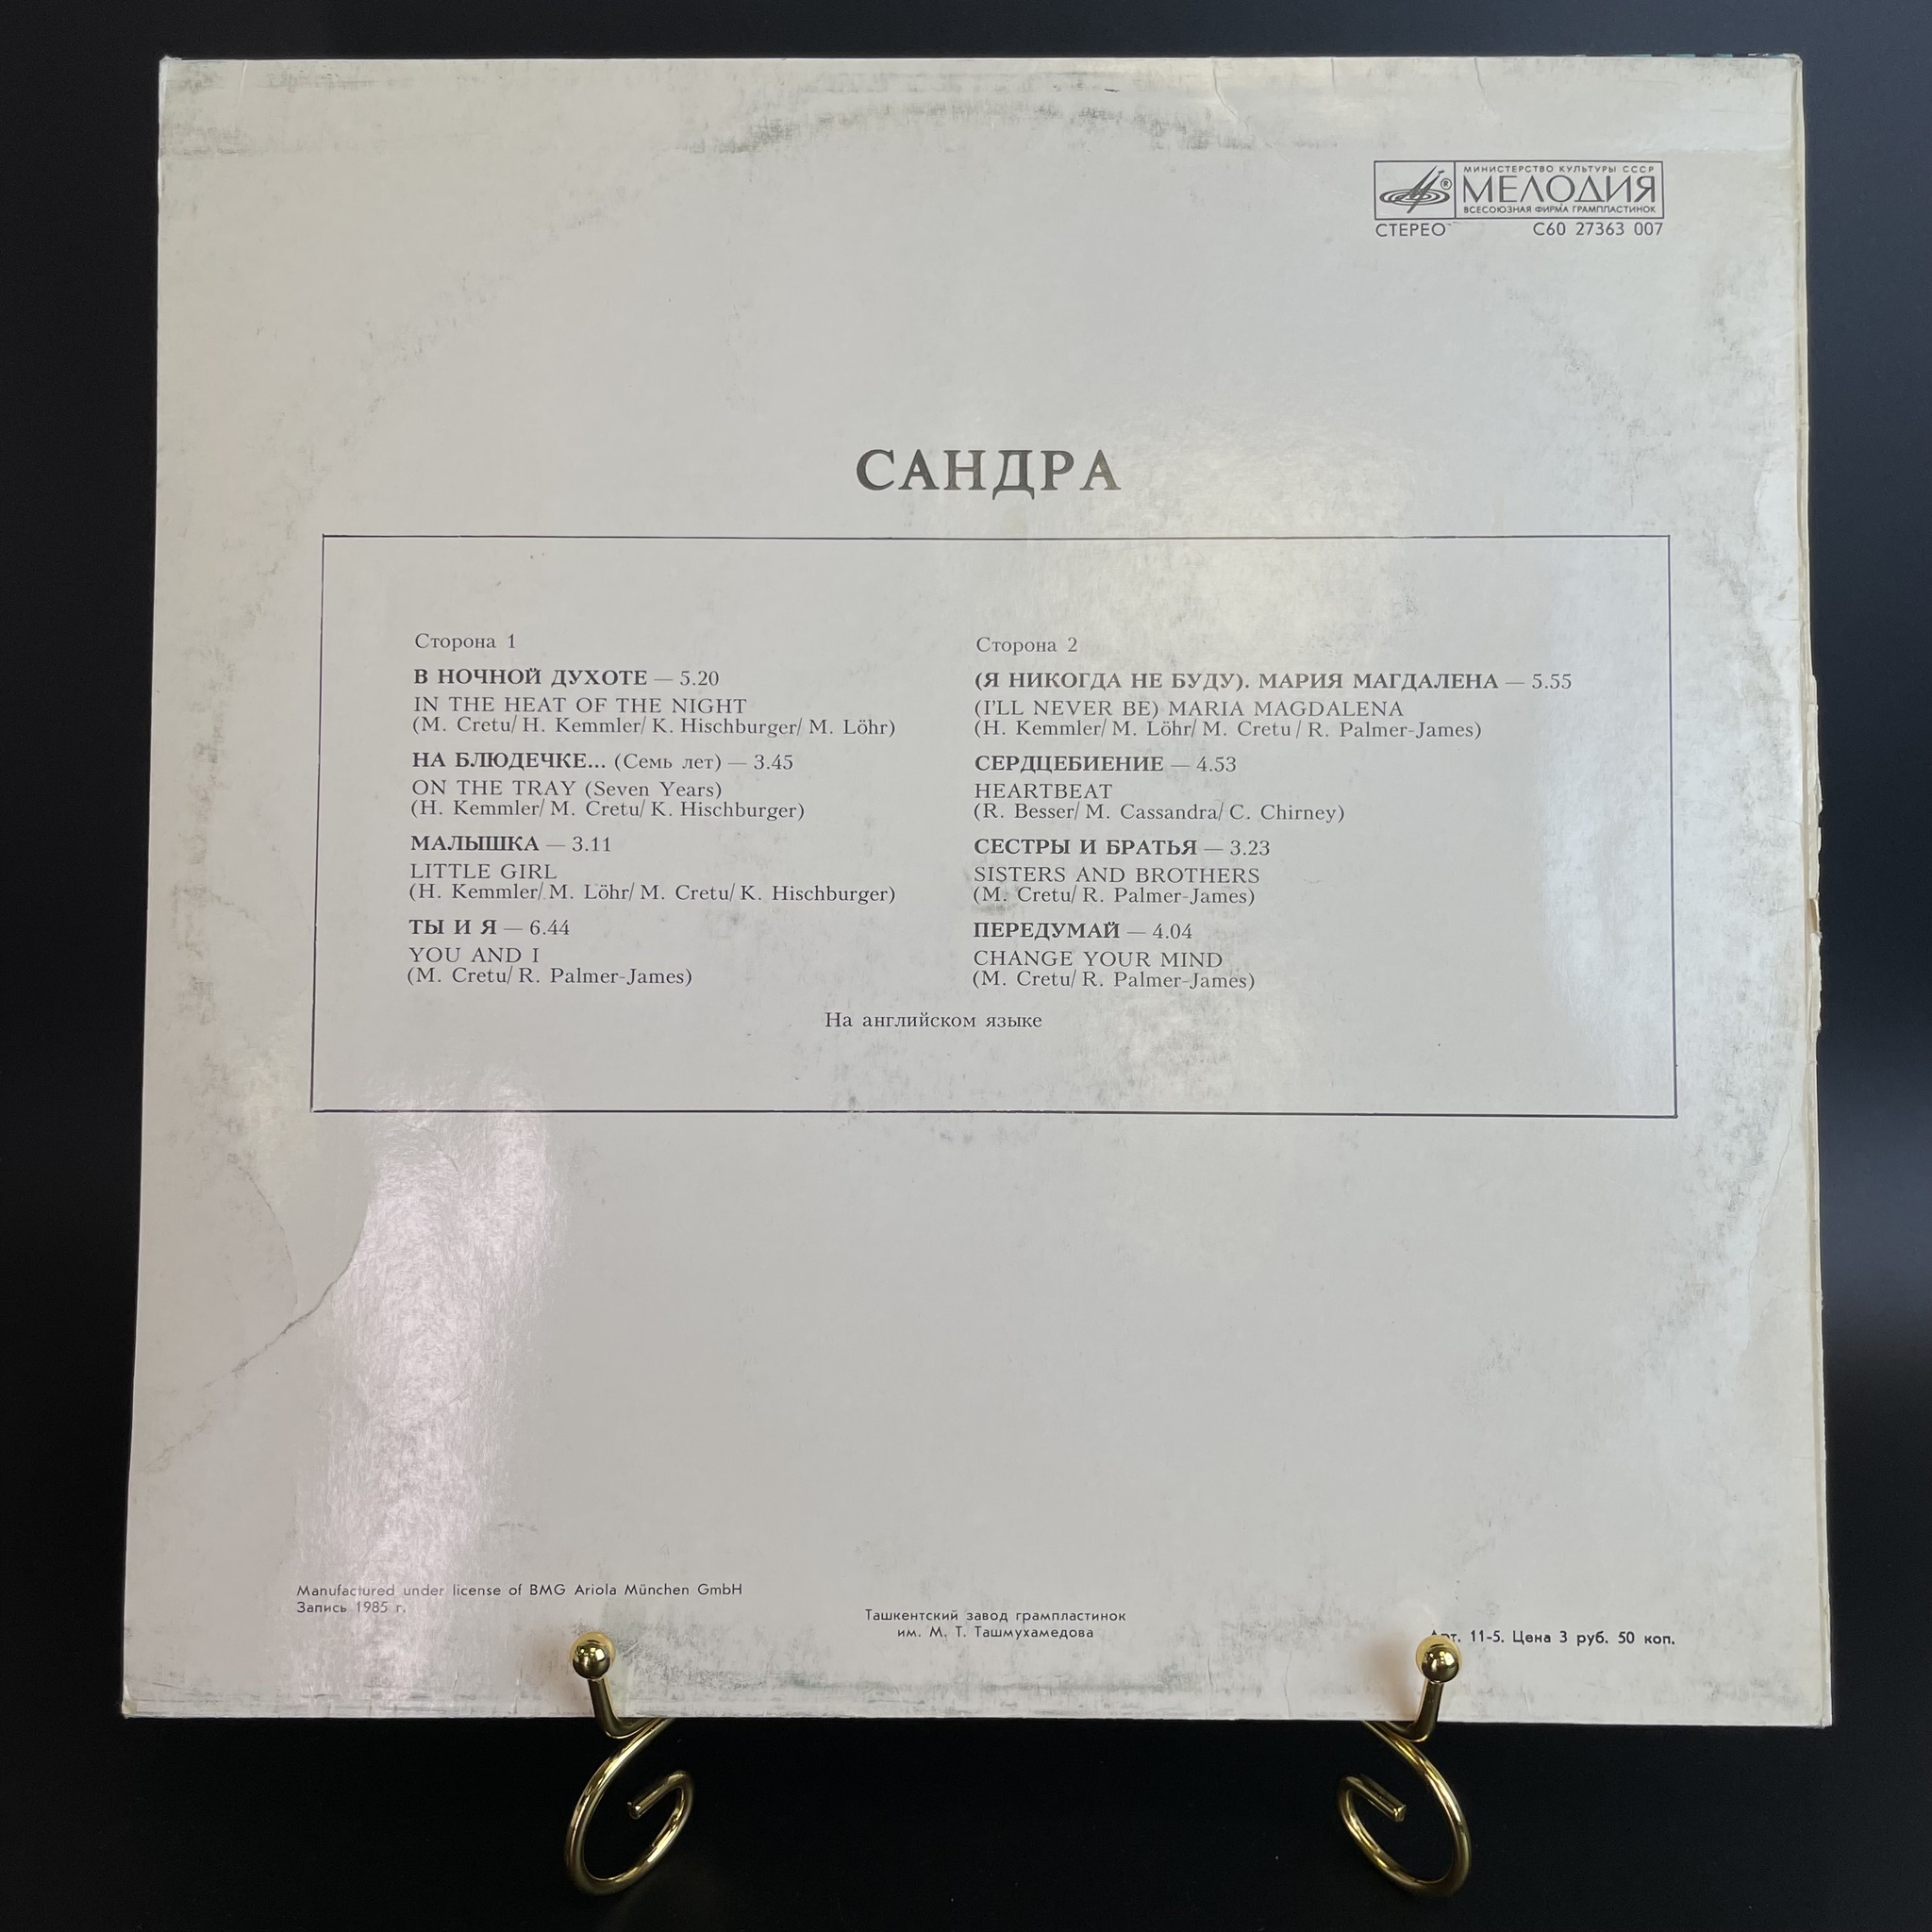 МИНИСТЕРСТВО КУЛЬТУРЫ СССР
МЕЛОДИЯ
ВСЕСОЮЗНАЯ ФИРМА ГРАМПЛАСТИНОК
СТЕРЕО С60 27363 007
САНДРА
Сторона 1
В НОЧНОЙ ДУХОТЕ — 5.20
IN THE HEAT OF THE NIGHT
(M. Cretu/ H. Kemmler/ K. Hischburger/ M. Löhr)
НА БЛЮДЕЧКЕ... (Семь лет) — 3.45
ON THE TRAY (Seven Years)
(H. Kemmler/ M. Cretu/ K. Hischburger)
МАЛЫШКА — 3.11
LITTLE GIRL
(H. Kemmler/ M. Löhr/ M. Cretu/ K. Hischburger)
ТЫ И Я — 6.44
YOU AND I
(M. Cretu/ R. Palmer-James)
Сторона 2
(Я НИКОГДА НЕ БУДУ). МАРИЯ МАГДАЛЕНА — 5.55
(I'LL NEVER BE) MARIA MAGDALENA
(H. Kemmler/ M. Löhr/ M. Cretu / R. Palmer-James)
СЕРДЦЕБИЕНИЕ — 4.53
HEARTBEAT
(R. Besser/ M. Cassandra/ C. Chirney)
СЕСТРЫ И БРАТЬЯ — 3.23
SISTERS AND BROTHERS
(M. Cretu/ R. Palmer-James)
ПЕРЕДУМАЙ — 4.04
CHANGE YOUR MIND
(M. Cretu/ R. Palmer-James)
На английском языке
Manufactured under license of BMG Ariola München GmbH
Запись 1985 г.
Ташкентский завод грампластинок
им. М. Т. Ташмухамедова
Арт. 11-5. Цена 3 руб. 50 коп.